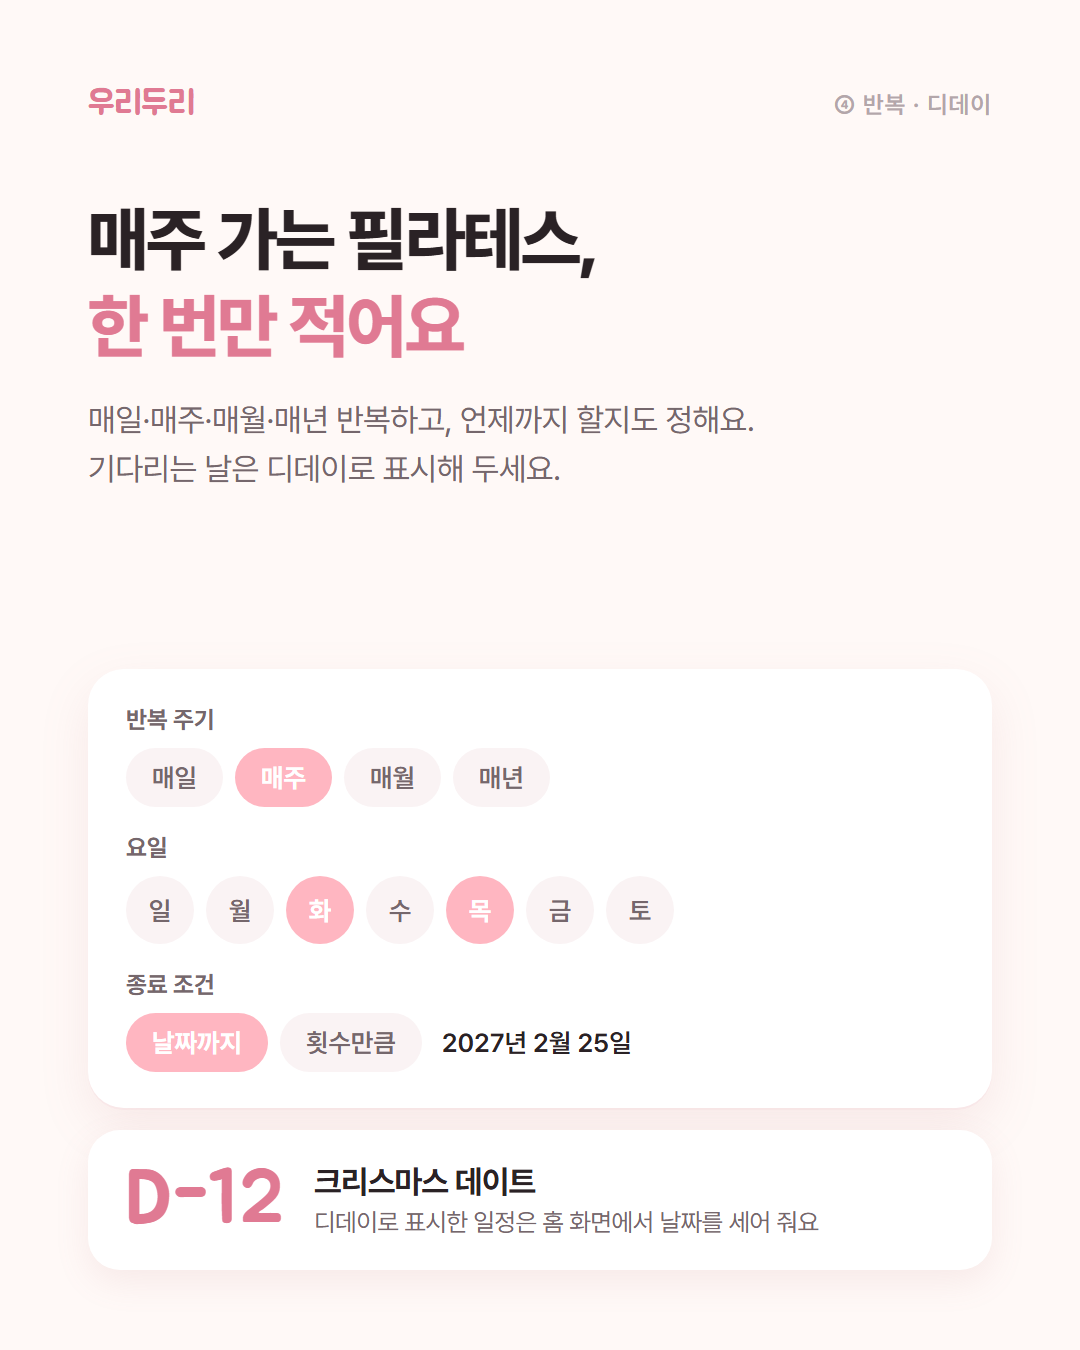 우리두리
④ 반복 · 디데이
매주 가는 필라테스,
한 번만 적어요
매일·매주·매월·매년 반복하고, 언제까지 할지도 정해요.
기다리는 날은 디데이로 표시해 두세요.
반복 주기
매일 매주 매월 매년
요일
일 월 화 수 목 금 토
종료 조건
날짜까지 횟수만큼 2027년 2월 25일
D-12
크리스마스 데이트
디데이로 표시한 일정은 홈 화면에서 날짜를 세어 줘요